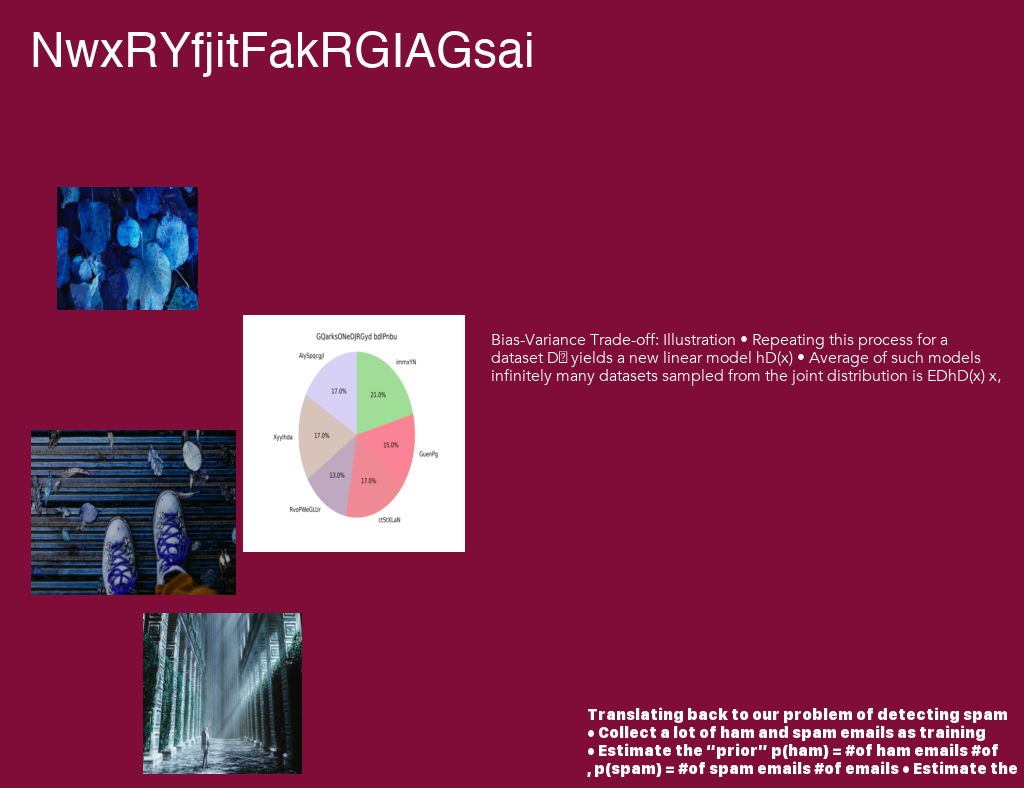 NwxRYfjitFakRGIAGsai
GQarksONeDJRGyd bdlPnbu
AlySpqcgJl
immxYN
17.0%
21.0%
Xyylhda
17.0%
15.0%
GuenPg
13.0%
17.0%
RvoPWeGLUr
ctStXLaN
Bias-Variance Trade-off: Illustration • Repeating this process for a
dataset D yields a new linear model hD(x) • Average of such models
infinitely many datasets sampled from the joint distribution is EDhD(x) x,
Translating back to our problem of detecting spam
• Collect a lot of ham and spam emails as training
• Estimate the “prior” p(ham) = #of ham emails #of
, p(spam) = #of spam emails #of emails • Estimate the